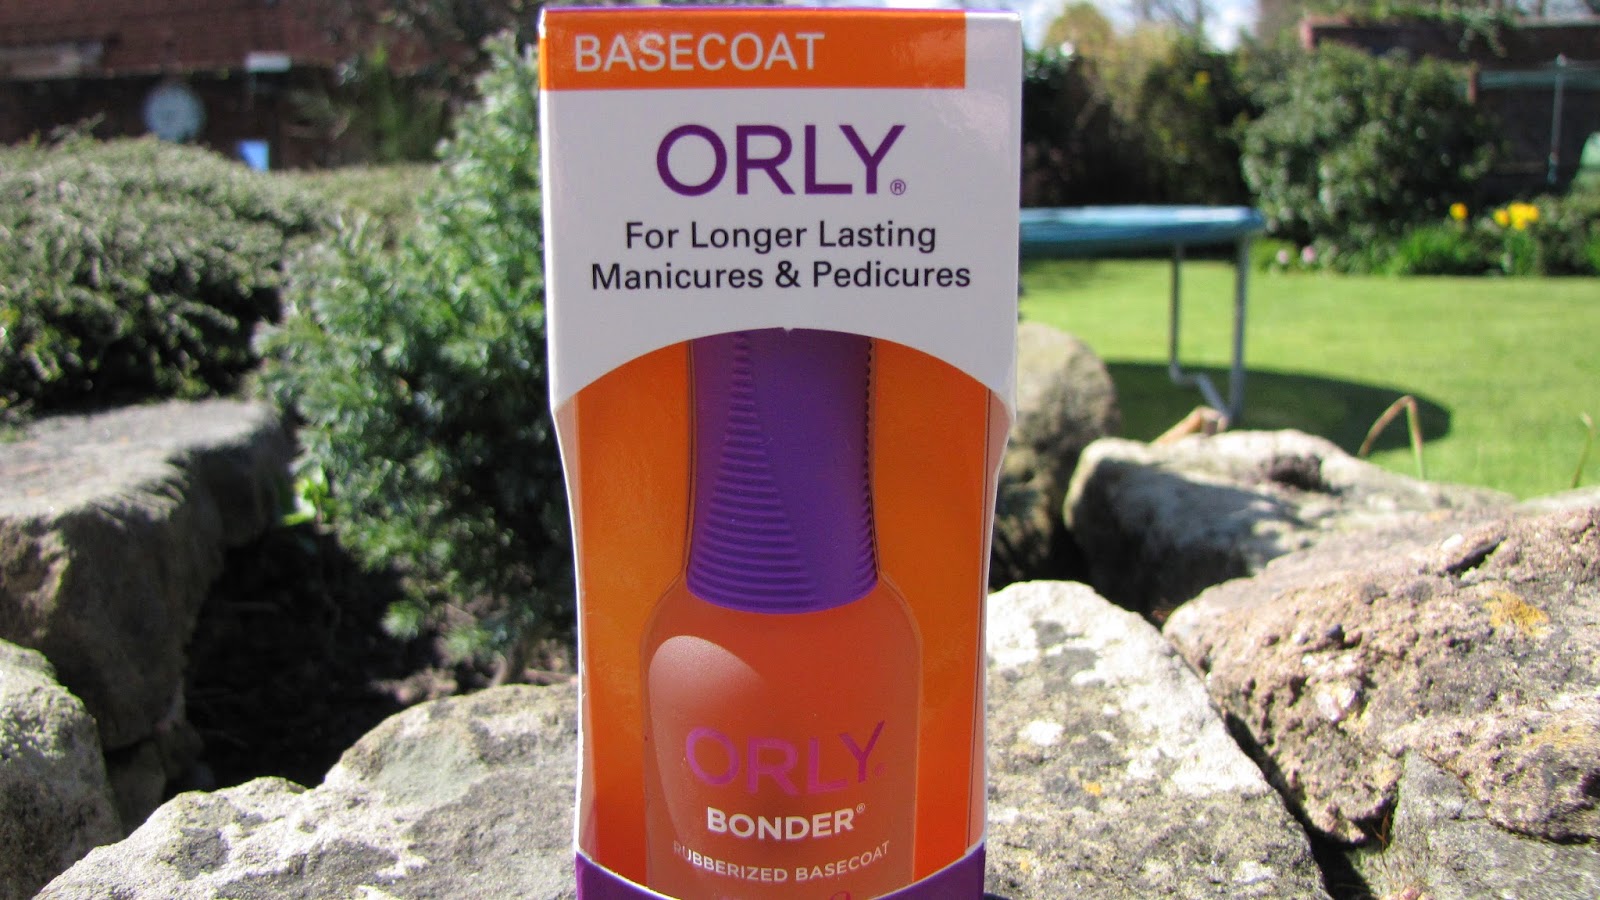 BASECOAT
ORLY®
For Longer Lasting
Manicures & Pedicures
ORLY®
BONDER®
RUBBERIZED BASECOAT